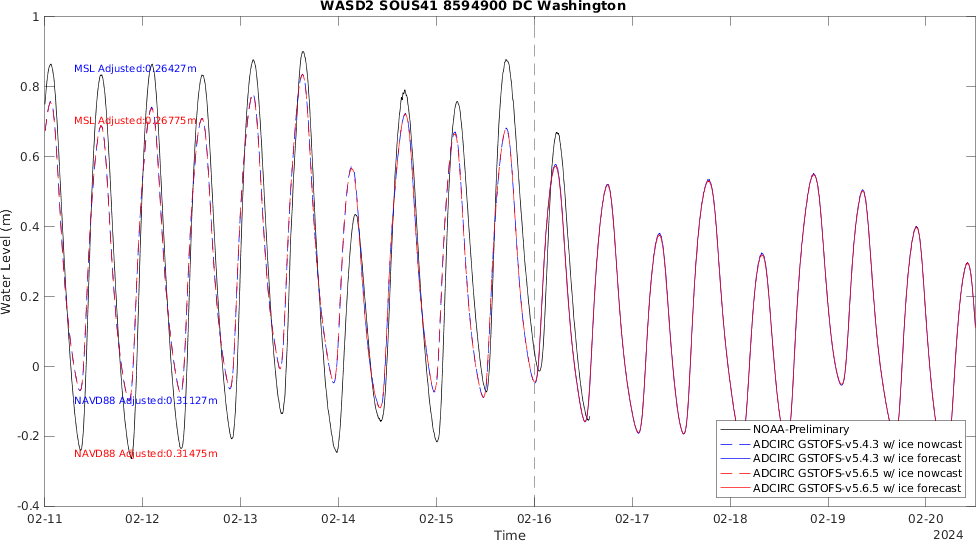 WASD2 SOUS41 8594900 DC Washington
1
0.8
0.6
0.4
0.2
0
-0.2
-0.4
Water Level (m)
MSL Adjusted:0.26427m
MSL Adjusted:0.26775m
NAVD88 Adjusted:0.31127m
NAVD88 Adjusted:0.31475m
NOAA-Preliminary
ADCIRC GSTOFS-v5.4.3 w/ ice nowcast
ADCIRC GSTOFS-v5.4.3 w/ ice forecast
ADCIRC GSTOFS-v5.6.5 w/ ice nowcast
ADCIRC GSTOFS-v5.6.5 w/ ice forecast
02-11 02-12 02-13 02-14 02-15 02-16 02-17 02-18 02-19 02-20
Time
2024